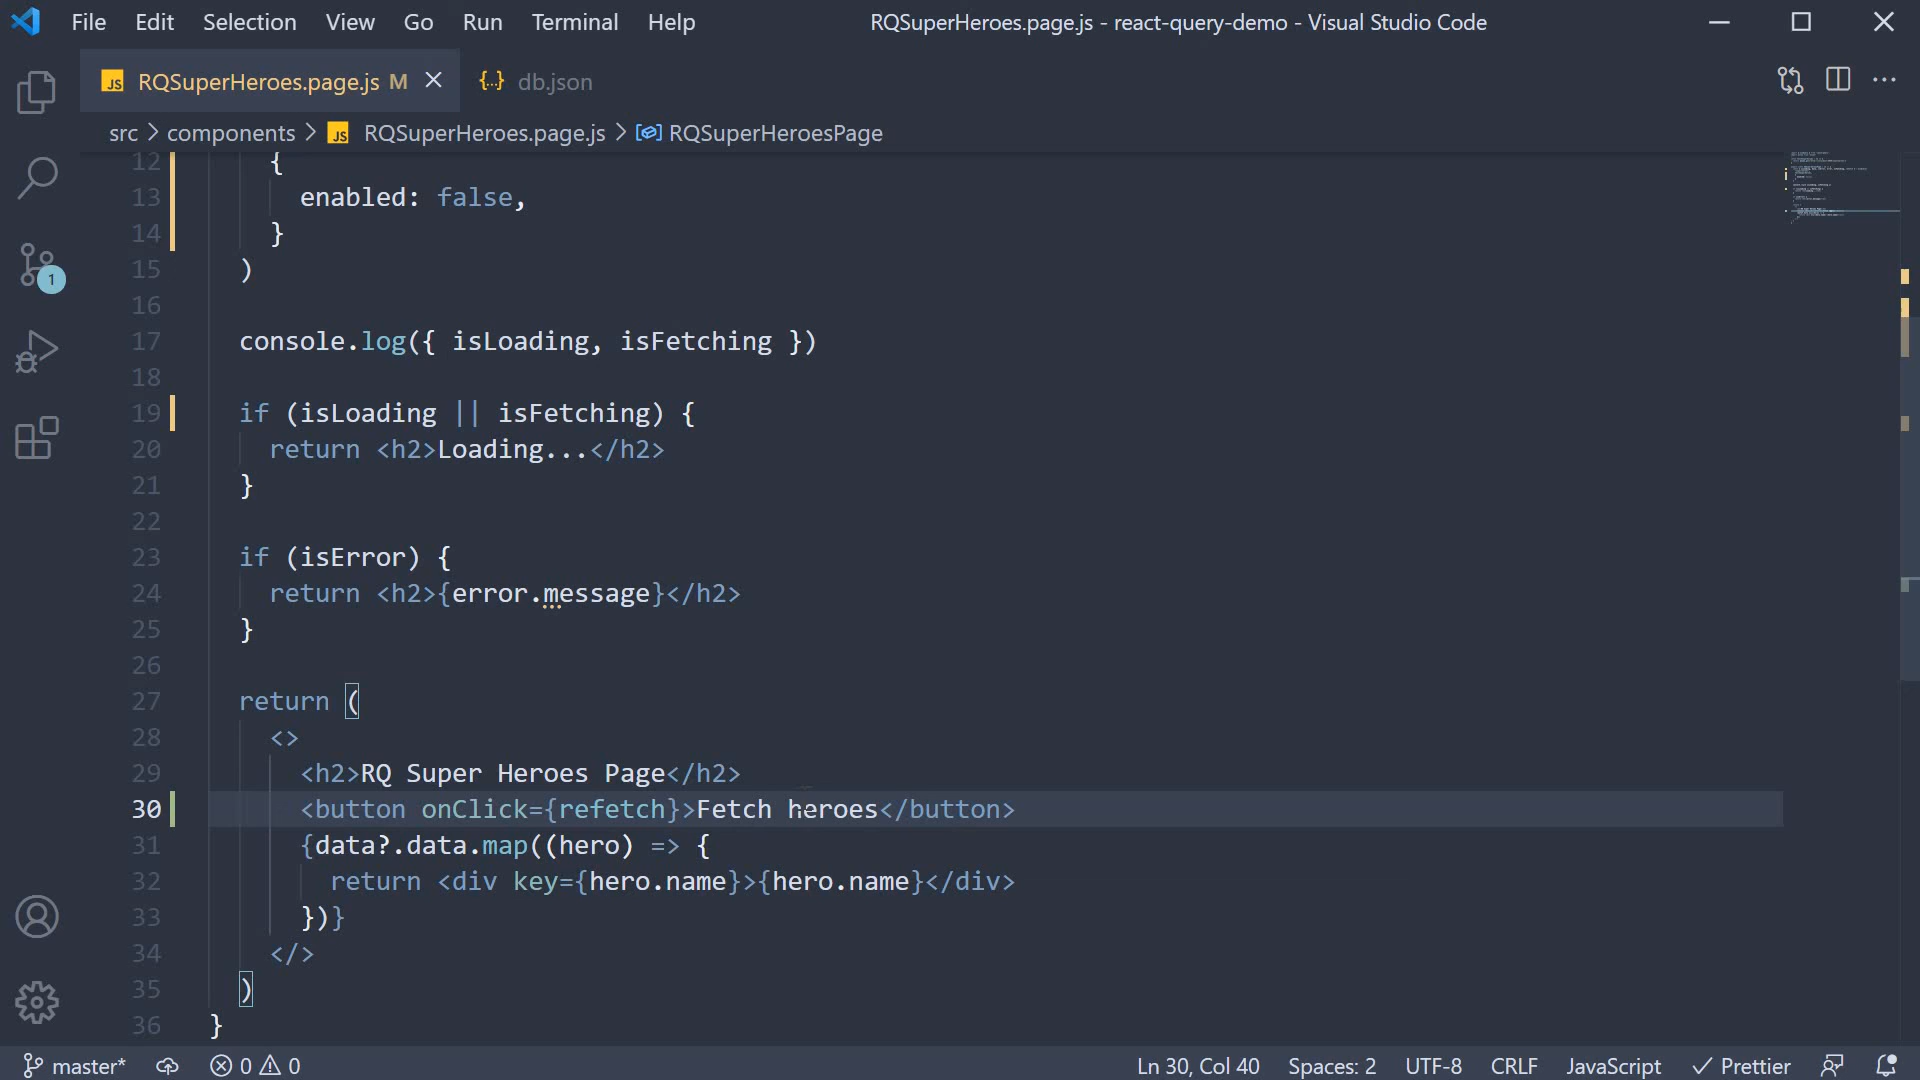 File Edit Selection View Go Run Terminal Help RQSuperHeroes.page.js - react-query-demo - Visual Studio Code
JS RQSuperHeroes.page.js M {..} db.json
src > components > JS RQSuperHeroes.page.js > RQSuperHeroesPage
12 {
13 enabled: false,
14 }
15 )
16
17 console.log({ isLoading, isFetching })
18
19 if (isLoading || isFetching) {
20 return <h2>Loading...</h2>
21 }
22
23 if (isError) {
24 return <h2>{error.message}</h2>
25 }
26
27 return (
28 <>
29 <h2>RQ Super Heroes Page</h2>
30 <button onClick={refetch}>Fetch heroes</button>
31 {data?.data.map((hero) => {
32 return <div key={hero.name}>{hero.name}</div>
33 })}
34 </>
35 )
36 }
1
master* 0 0 Ln 30, Col 40 Spaces: 2 UTF-8 CRLF JavaScript Prettier